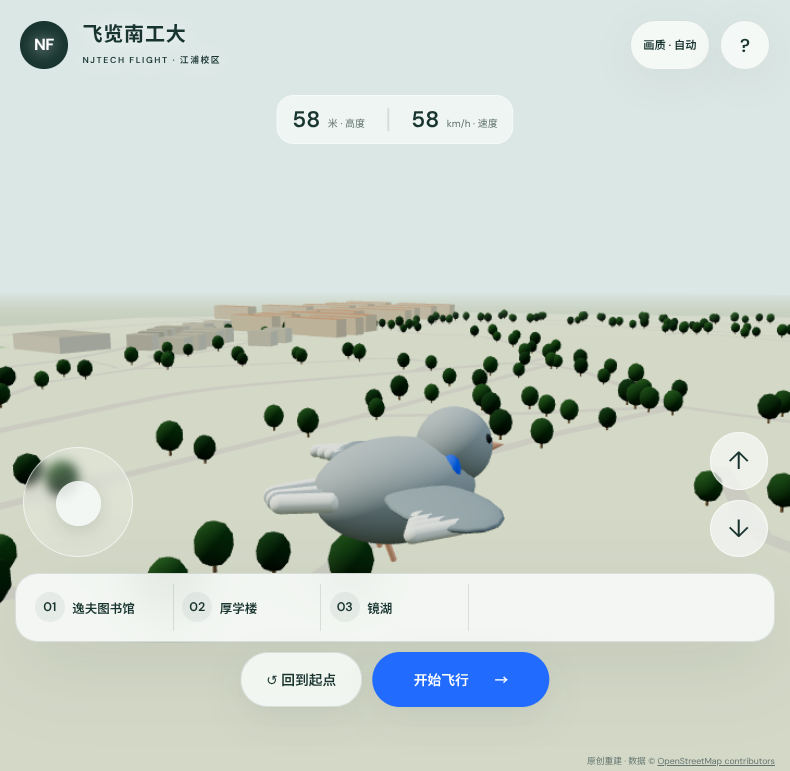 NF
飞览南工大
NJTECH FLIGHT · 江浦校区
画质 · 自动
?
58 米 · 高度
58 km/h · 速度
01 逸夫图书馆
02 厚学楼
03 镜湖
↺ 回到起点
开始飞行 →
原创重建 · 数据 © OpenStreetMap contributors